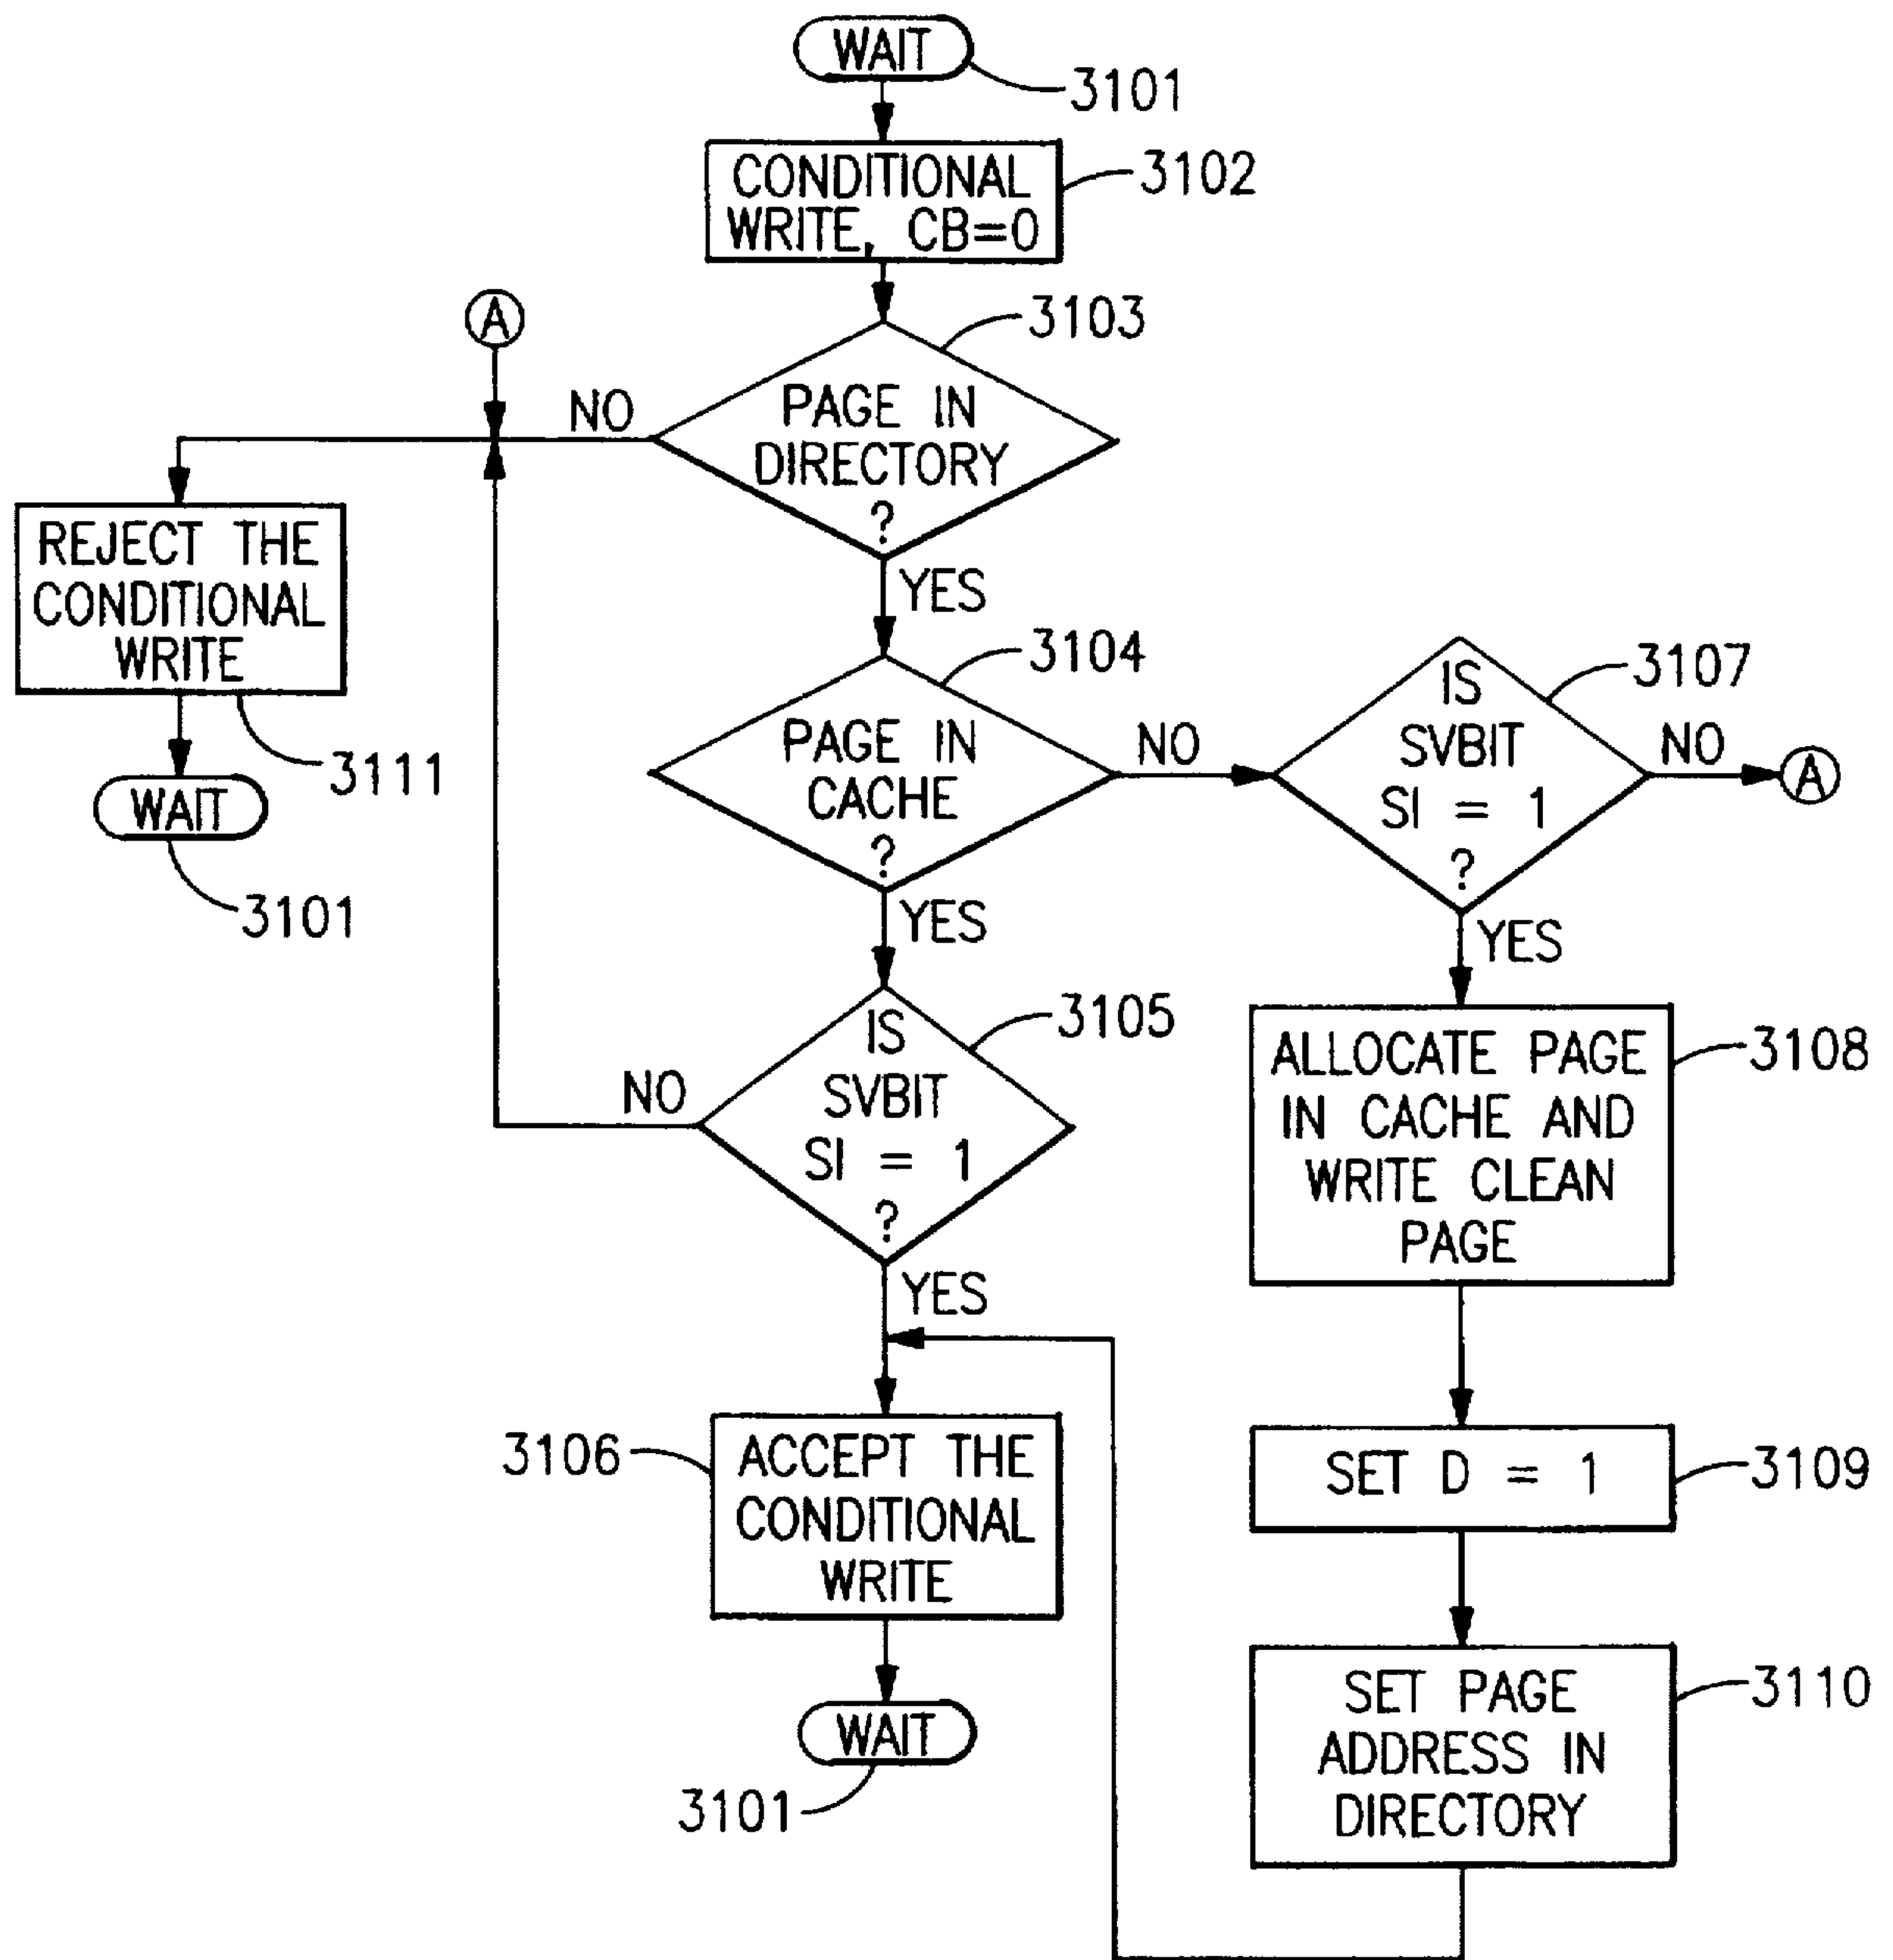 WAIT
3101
CONDITIONAL
WRITE, CB=0
3102
A
3103
NO
PAGE IN
DIRECTORY
?
YES
REJECT THE
CONDITIONAL
WRITE
3111
WAIT
3101
3104
PAGE IN
CACHE
?
NO
YES
3107
IS
SVBIT
SI = 1
?
NO
A
YES
3105
IS
SVBIT
SI = 1
?
NO
YES
3108
ALLOCATE PAGE
IN CACHE AND
WRITE CLEAN
PAGE
3106
ACCEPT THE
CONDITIONAL
WRITE
SET D = 1
3109
WAIT
3101
SET PAGE
ADDRESS IN
DIRECTORY
3110